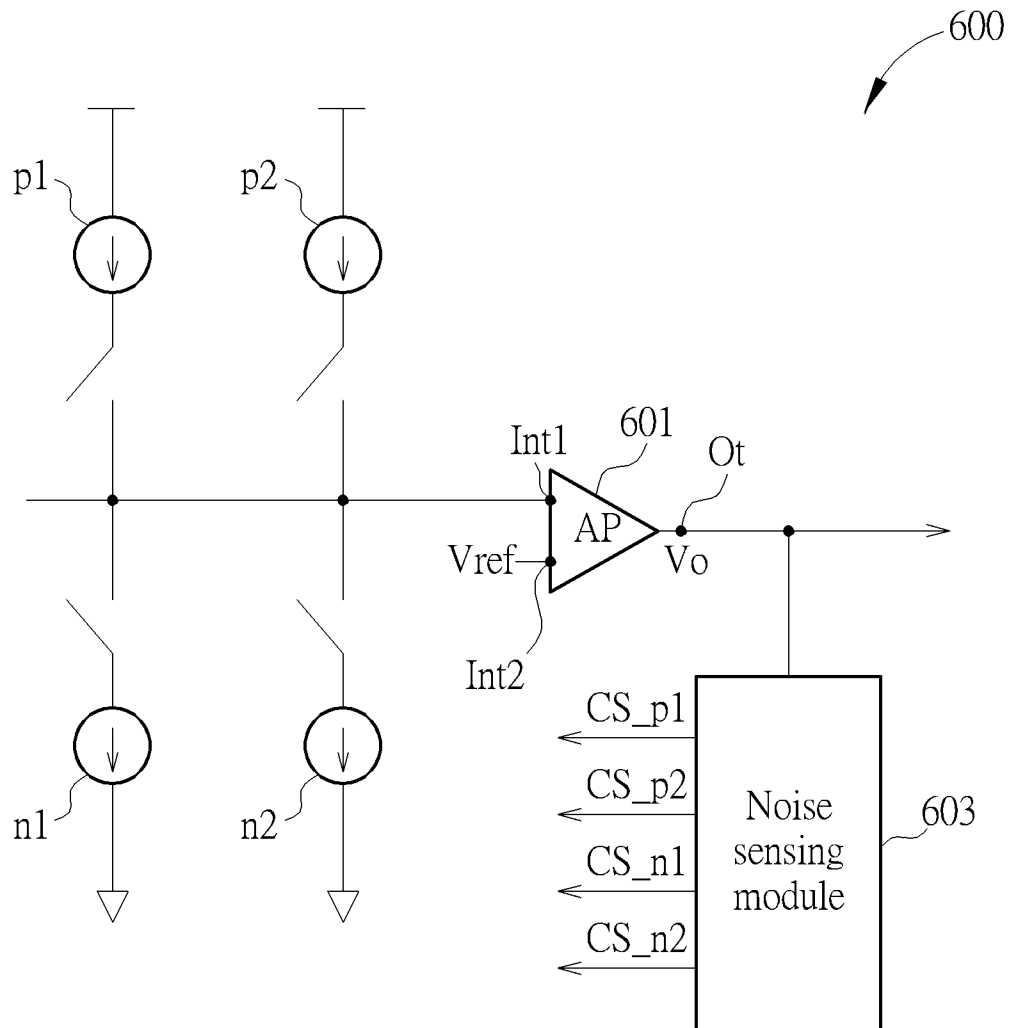 600
p1
p2
601
Int1
Ot
AP
Vref
Vo
Int2
CS_p1
CS_p2
n1
n2
603
Noise
sensing
module
CS_n1
CS_n2